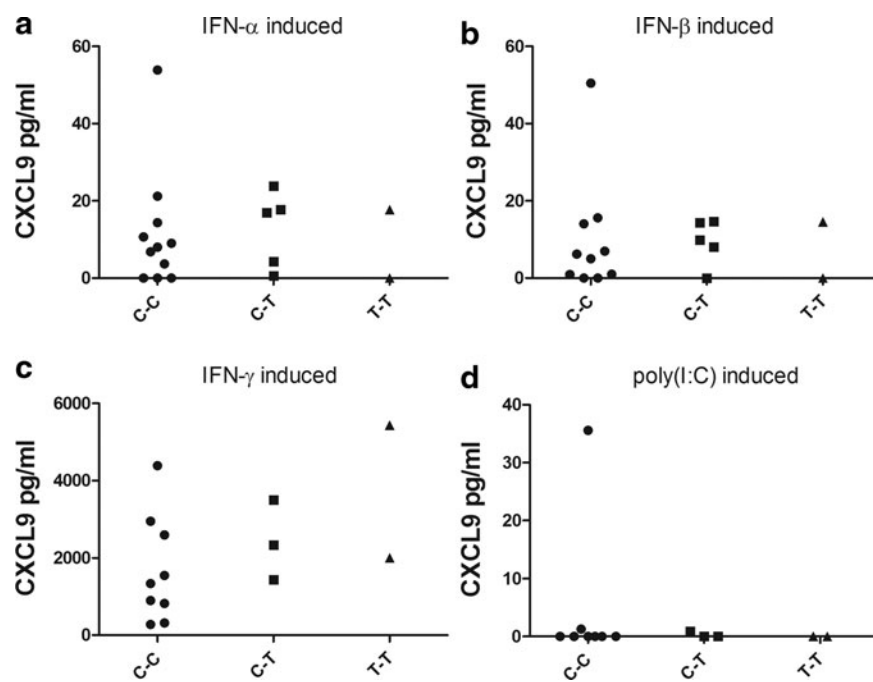 a
IFN-α induced
CXCL9 pg/ml
60
40
20
0
C-C
C-T
T-T
b
IFN-β induced
CXCL9 pg/ml
60
40
20
0
C-C
C-T
T-T
c
IFN-γ induced
CXCL9 pg/ml
6000
4000
2000
0
C-C
C-T
T-T
d
poly(I:C) induced
CXCL9 pg/ml
40
30
20
10
0
C-C
C-T
T-T